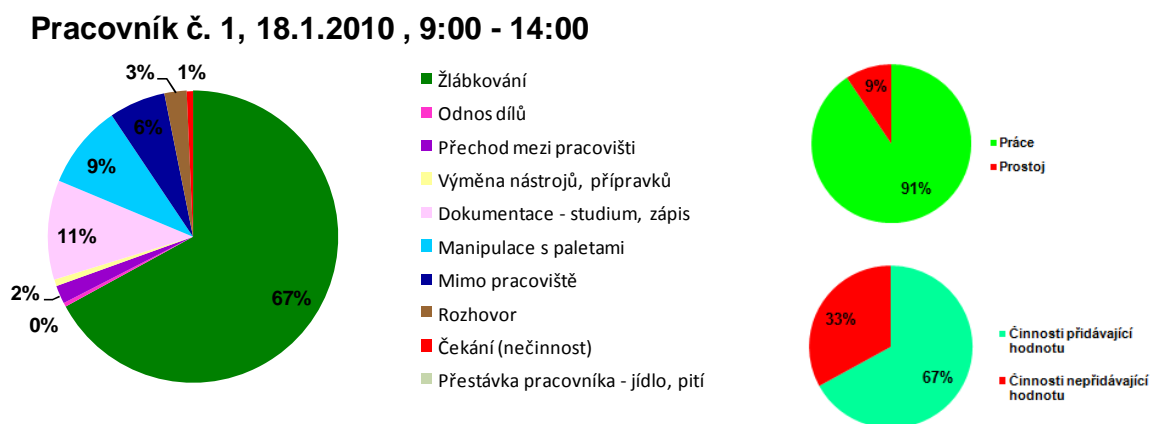 Pracovník č. 1, 18.1.2010 , 9:00 - 14:00
3%
1%
6%
9%
11%
2%
0%
67%
Žlábkování
Odnos dílů
Přechod mezi pracovišti
Výměna nástrojů, přípravků
Dokumentace - studium, zápis
Manipulace s paletami
Mimo pracoviště
Rozhovor
Čekání (nečinnost)
Přestávka pracovníka - jídlo, pití
9%
91%
Práce
Prostoj
33%
67%
Činnosti přidávající
hodnotu
Činnosti nepřidávající
hodnotu